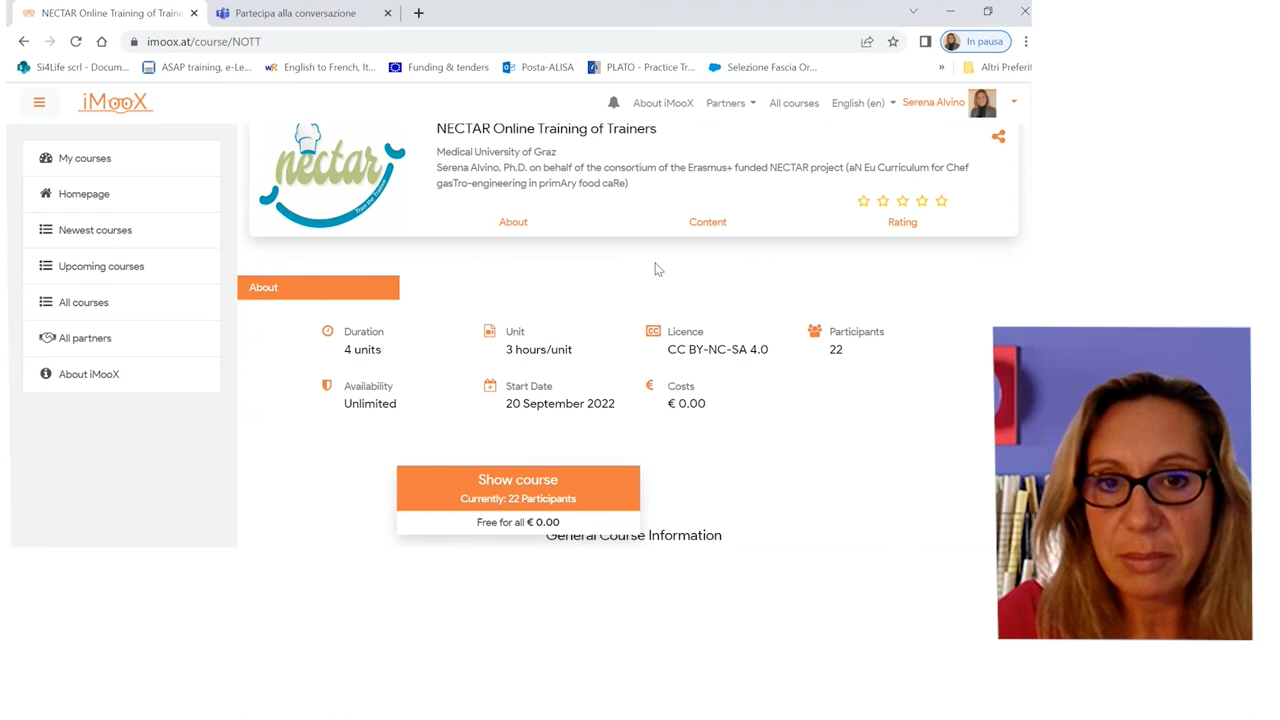 NECTAR Online Training of Traine
Partecipa alla conversazione
imoox.at/course/NOTT
In pausa
Si4Life scrl - Docum...
ASAP training, e-Le...
English to French, It...
Funding & tenders
Posta-ALISA
PLATO - Practice Tr...
Selezione Fascia Or...
»
Altri Preferit
iMooX
About iMooX
Partners
All courses
English (en)
Serena Alvino
My courses
Homepage
Newest courses
Upcoming courses
All courses
All partners
About iMooX
nectar
NECTAR Online Training of Trainers
Medical University of Graz
Serena Alvino, Ph.D. on behalf of the consortium of the Erasmus+ funded NECTAR project (aN Eu Curriculum for Chef
gasTro-engineering in primAry food caRe)
About
Content
Rating
About
Duration
4 units
Unit
3 hours/unit
Licence
CC BY-NC-SA 4.0
Participants
22
Availability
Unlimited
Start Date
20 September 2022
Costs
€ 0.00
Show course
Currently: 22 Participants
Free for all € 0.00
General Course Information